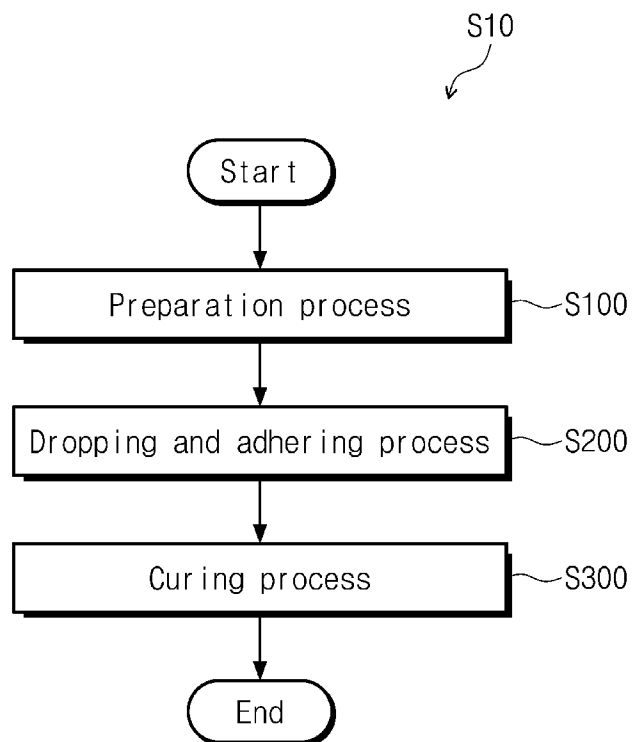 S10
Start
Preparation process
S100
Dropping and adhering process
S200
Curing process
S300
End